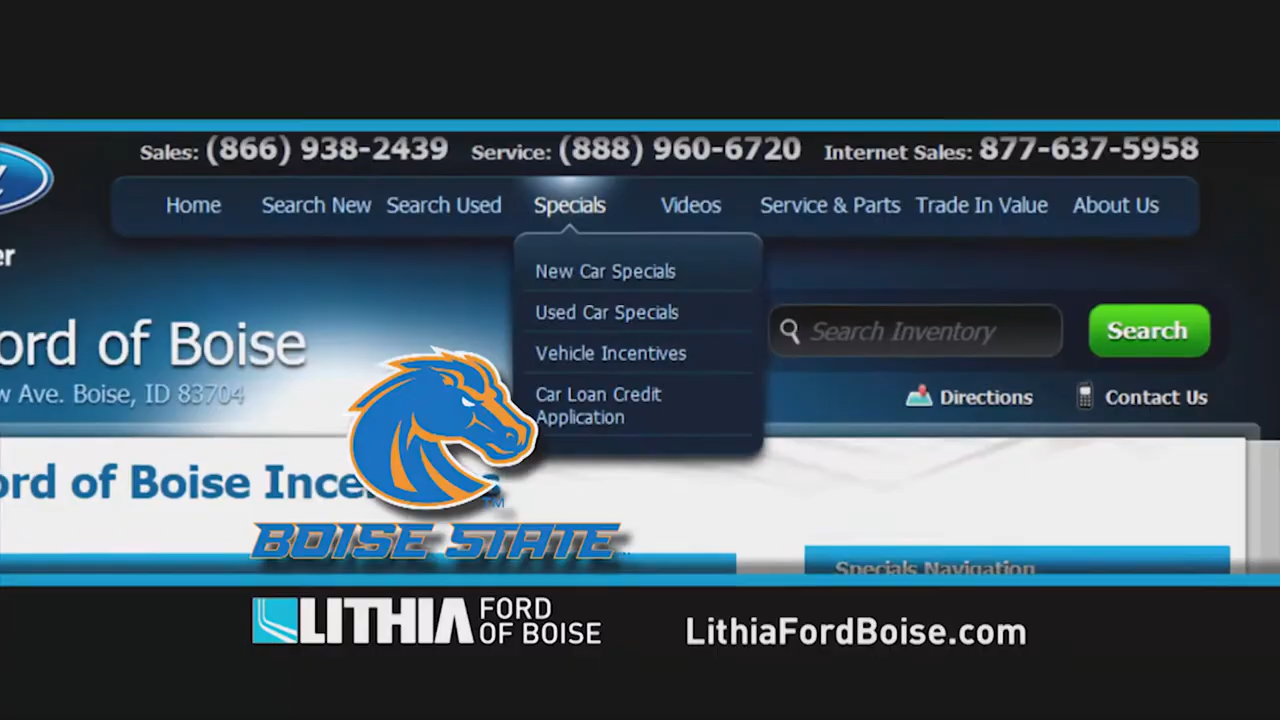 Sales: (866) 938-2439 Service: (888) 960-6720 Internet Sales: 877-637-5958
Home Search New Search Used Specials Videos Service & Parts Trade In Value About Us
er
New Car Specials
Used Car Specials
Vehicle Incentives
Car Loan Credit
Application
Search Inventory
Search
ord of Boise
w Ave. Boise, ID 83704
Directions
Contact Us
ord of Boise
TM
BOISE STATE
Specials Navigation
LITHIA FORD
OF BOISE
LithiaFordBoise.com